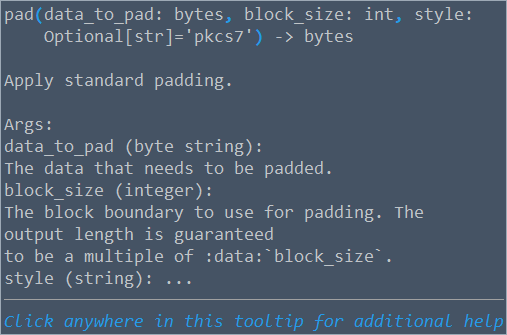 pad(data_to_pad: bytes, block_size: int, style:
Optional[str]='pkcs7') -> bytes
Apply standard padding.
Args:
data_to_pad (byte string):
The data that needs to be padded.
block_size (integer):
The block boundary to use for padding. The
output length is guaranteed
to be a multiple of :data:`block_size`.
style (string): ...
Click anywhere in this tooltip for additional help